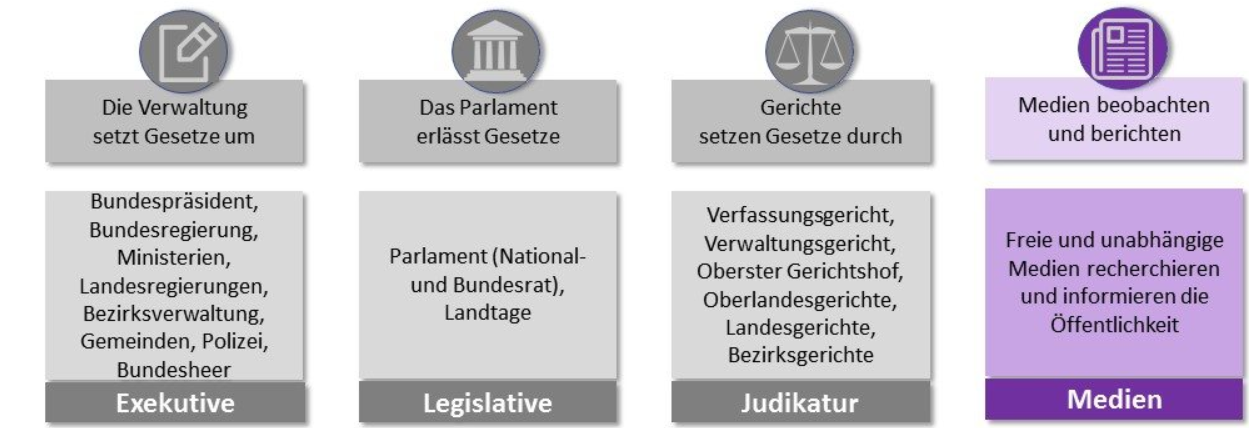 Die Verwaltung
setzt Gesetze um
Bundespräsident,
Bundesregierung,
Ministerien,
Landesregierungen,
Bezirksverwaltung,
Gemeinden, Polizei,
Bundesheer
Exekutive
Das Parlament
erlässt Gesetze
Parlament (National-
und Bundesrat),
Landtage
Legislative
Gerichte
setzen Gesetze durch
Verfassungsgericht,
Verwaltungsgericht,
Oberster Gerichtshof,
Oberlandesgerichte,
Landesgerichte,
Bezirksgerichte
Judikatur
Medien beobachten
und berichten
Freie und unabhängige
Medien recherchieren
und informieren die
Öffentlichkeit
Medien